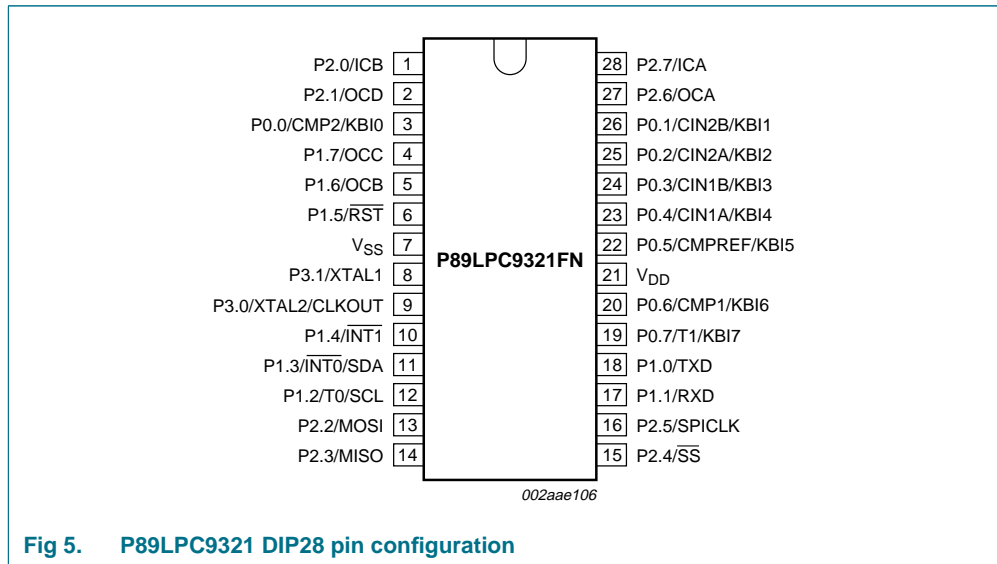 P2.0/ICB 1 28 P2.7/ICA
P2.1/OCD 2 27 P2.6/OCA
P0.0/CMP2/KBI0 3 26 P0.1/CIN2B/KBI1
P1.7/OCC 4 25 P0.2/CIN2A/KBI2
P1.6/OCB 5 24 P0.3/CIN1B/KBI3
P1.5/R̅S̅T̅ 6 23 P0.4/CIN1A/KBI4
VSS 7 22 P0.5/CMPREF/KBI5
P89LPC9321FN
P3.1/XTAL1 8 21 VDD
P3.0/XTAL2/CLKOUT 9 20 P0.6/CMP1/KBI6
P1.4/I̅N̅T̅1̅ 10 19 P0.7/T1/KBI7
P1.3/I̅N̅T̅0̅/SDA 11 18 P1.0/TXD
P1.2/T0/SCL 12 17 P1.1/RXD
P2.2/MOSI 13 16 P2.5/SPICLK
P2.3/MISO 14 15 P2.4/S̅S̅
002aae106
Fig 5. P89LPC9321 DIP28 pin configuration